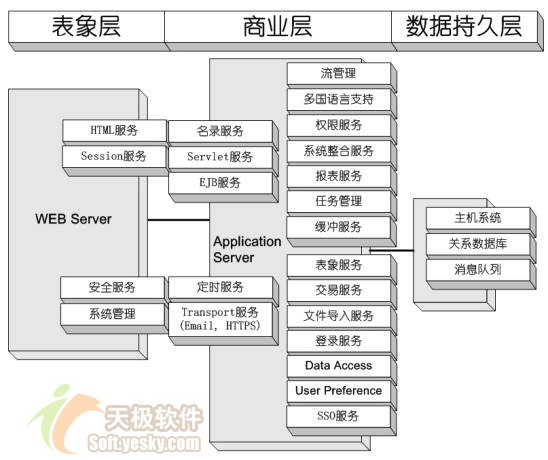 表象层
商业层
数据持久层
流管理
多国语言支持
权限服务
系统整合服务
报表服务
任务管理
缓冲服务
HTML服务
名录服务
Session服务
Servlet服务
EJB服务
WEB Server
Application
Server
主机系统
关系数据库
消息队列
表象服务
交易服务
文件导入服务
登录服务
Data Access
User Preference
SSO服务
安全服务
定时服务
系统管理
Transport服务
(Email, HTTPS)
天极软件
Soft.yesky.com